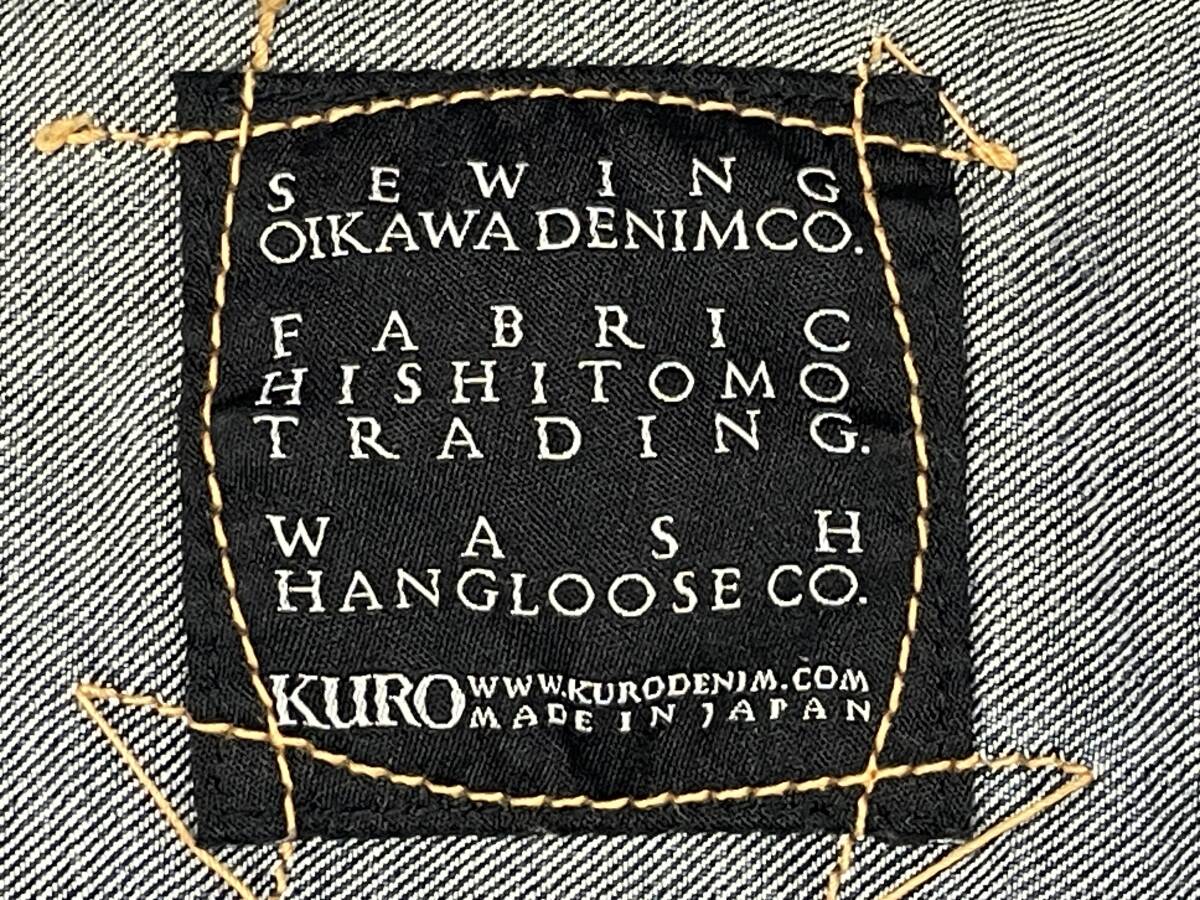 SEWING
OIKAWA DENIM CO.
FABRIC
HISHITOMO
TRADING.
WASH
HANGLOOSE CO.
KURO WWW.KURODENIM.COM
MADE IN JAPAN